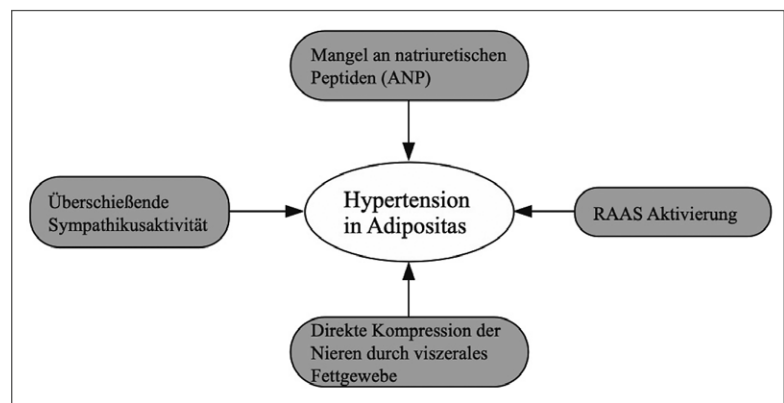 Mangel an natriuretischen
Peptiden (ANP)
Überschießende
Sympathikusaktivität
Hypertension
in Adipositas
RAAS Aktivierung
Direkte Kompression der
Nieren durch viszerales
Fettgewebe